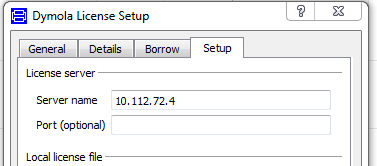 Dymola License Setup
General Details Borrow Setup
License server
Server name 10.112.72.4
Port (optional)
Local license file